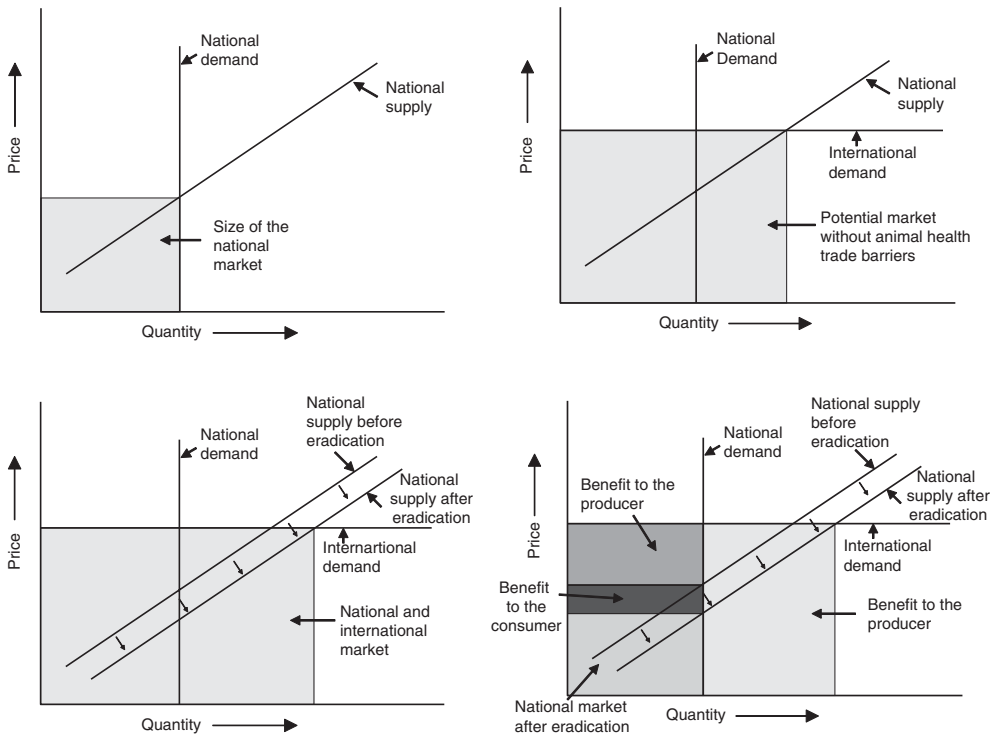 National
demand
National
supply
Price
Size of the
national
market
Quantity
National
Demand
National
supply
International
demand
Price
Potential market
without animal health
trade barriers
Quantity
National
supply before
eradication
National
demand
National
supply after
eradication
Internartional
demand
Price
National and
international
market
Quantity
National supply
before
eradication
National
demand
Benefit to the
producer
National
supply after
eradication
International
demand
Price
Benefit
to the
consumer
Benefit to the
producer
National market
after eradication
Quantity